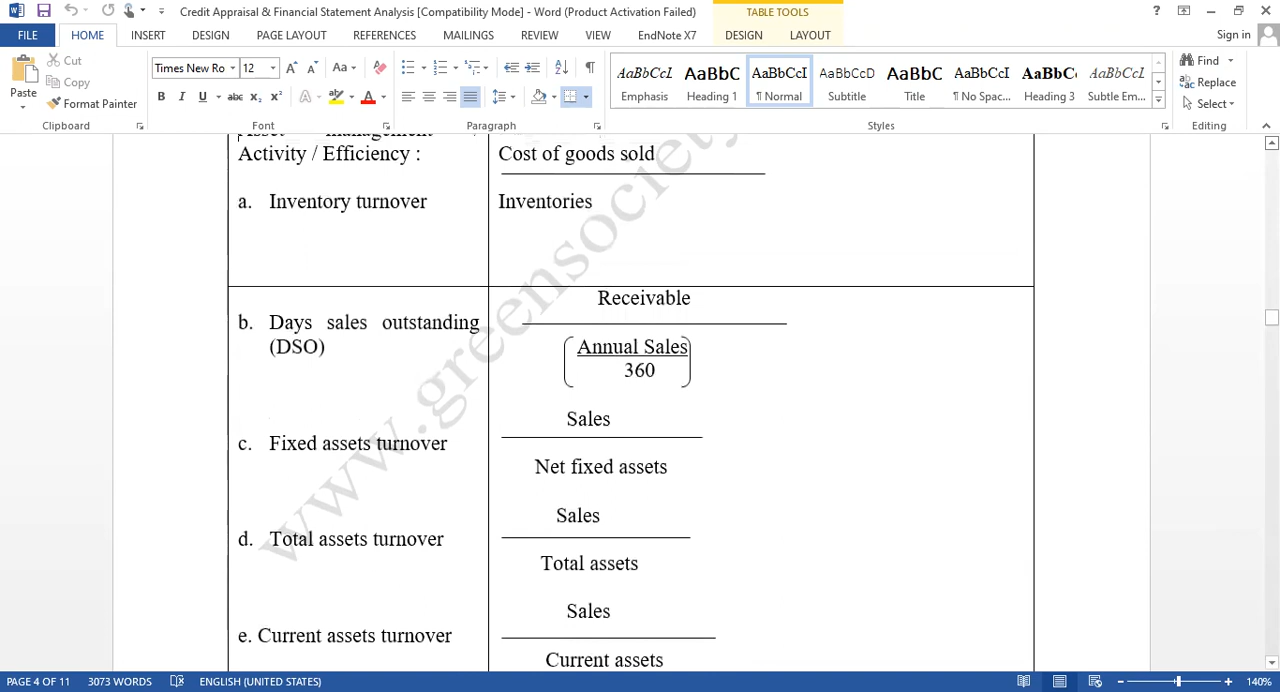 Credit Appraisal & Financial Statement Analysis [Compatibility Mode] - Word (Product Activation Failed)
TABLE TOOLS
?
FILE HOME INSERT DESIGN PAGE LAYOUT REFERENCES MAILINGS REVIEW VIEW EndNote X7 DESIGN LAYOUT Sign in
Paste
Cut
Copy
Format Painter
Clipboard
Times New Ro 12
Aa
B I U abc X₂ X²
A A
Font
Paragraph
¶
AaBbCcI AaBbC AaBbCcI AaBbCcD AaBbC AaBbCcI AaBbC AaBbCcI
Emphasis Heading 1 ¶ Normal Subtitle Title ¶ No Spac... Heading 3 Subtle Em...
Styles
Find
Replace
Select
Editing
Asset management
Activity / Efficiency :
Cost of goods sold
a. Inventory turnover
Inventories
Receivable
b. Days sales outstanding
(DSO)
Annual Sales
360
Sales
c. Fixed assets turnover
Net fixed assets
Sales
d. Total assets turnover
Total assets
Sales
e. Current assets turnover
Current assets
www.greensociety
PAGE 4 OF 11 3073 WORDS ENGLISH (UNITED STATES) 140%